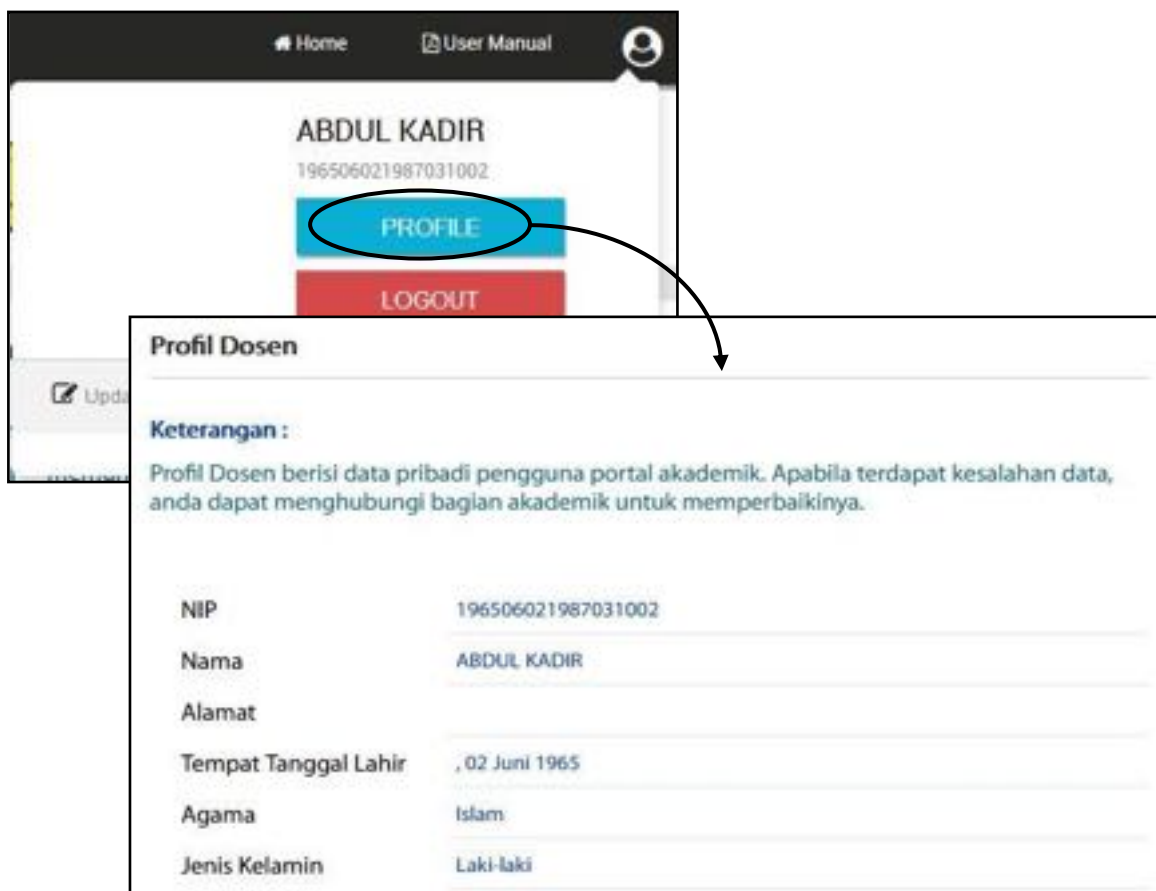 Home User Manual
ABDUL KADIR
196506021987031002
PROFILE
LOGOUT
Profil Dosen
Keterangan :
Profil Dosen berisi data pribadi pengguna portal akademik. Apabila terdapat kesalahan data,
anda dapat menghubungi bagian akademik untuk memperbaikinya.
NIP 196506021987031002
Nama ABDUL KADIR
Alamat
Tempat Tanggal Lahir , 02 Juni 1965
Agama Islam
Jenis Kelamin Laki-laki